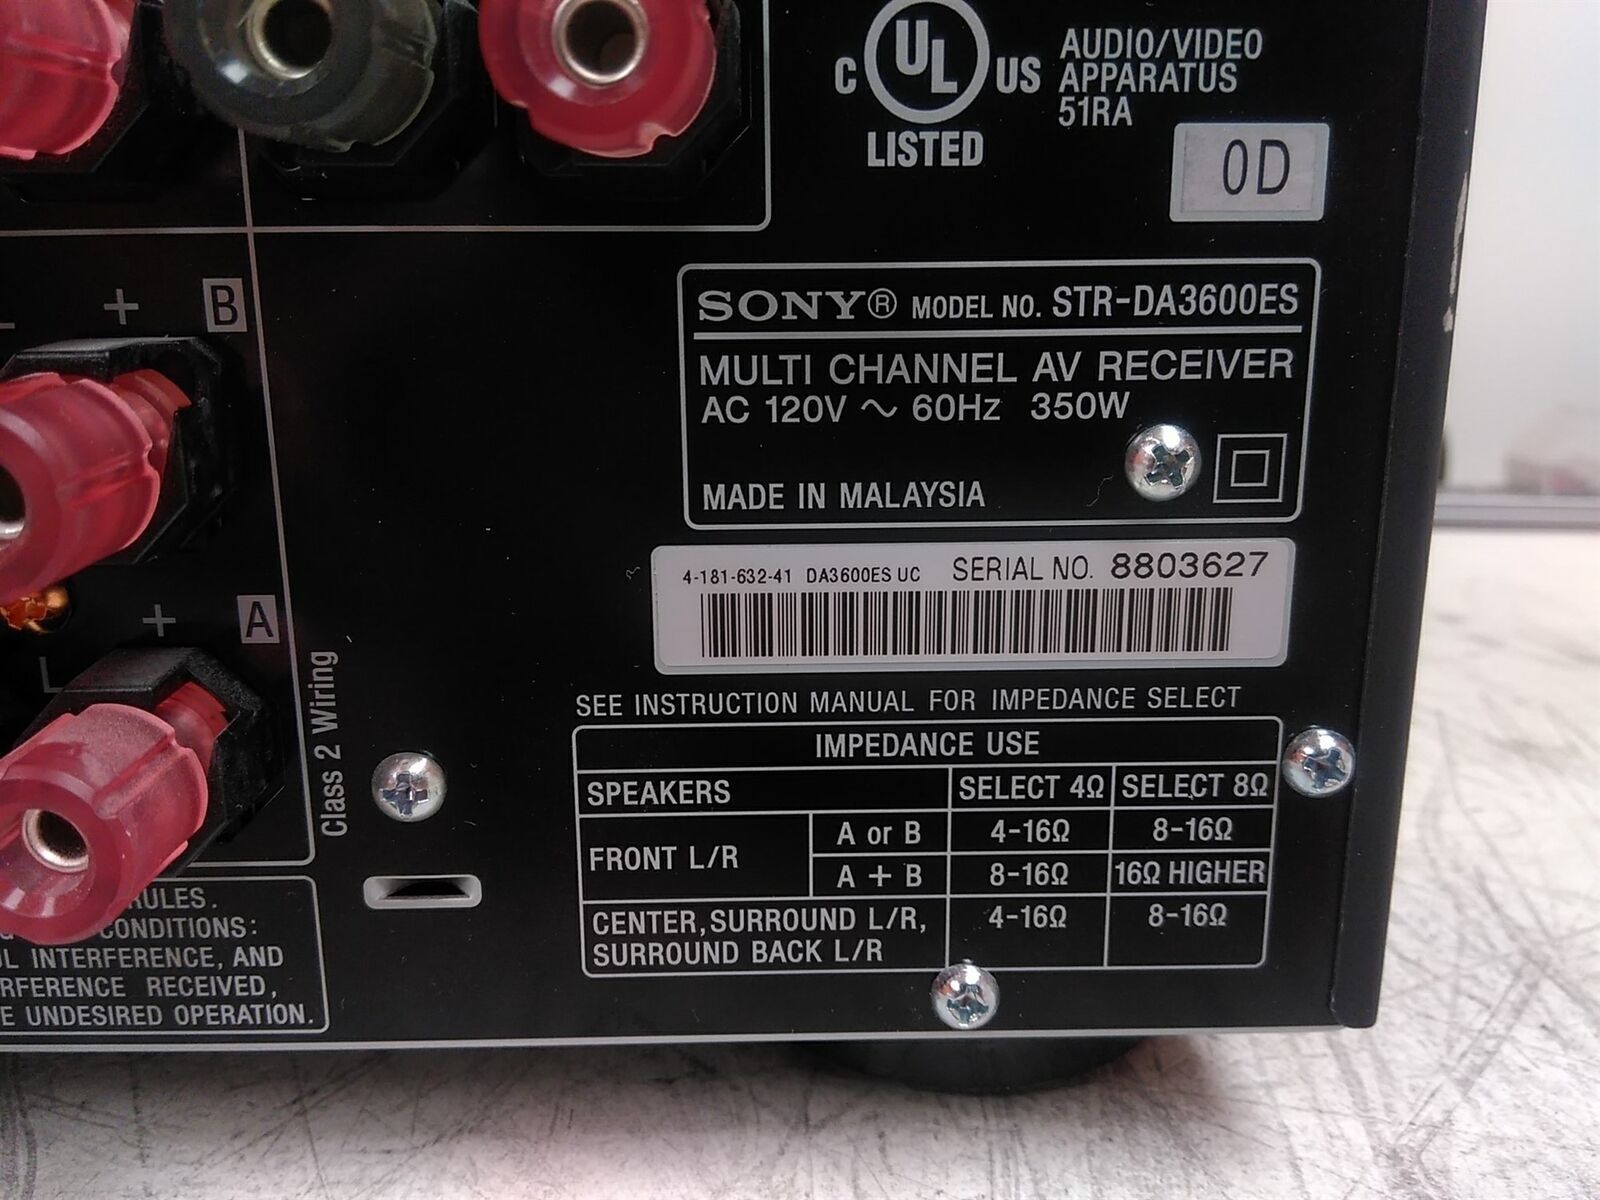 C UL US
LISTED
AUDIO/VIDEO
APPARATUS
51RA
0D
SONY® MODEL NO. STR-DA3600ES
MULTI CHANNEL AV RECEIVER
AC 120V ～ 60Hz 350W
MADE IN MALAYSIA
4-181-632-41 DA3600ES UC SERIAL NO. 8803627
SEE INSTRUCTION MANUAL FOR IMPEDANCE SELECT
IMPEDANCE USE
SPEAKERS SELECT 4Ω SELECT 8Ω
FRONT L/R
A or B 4-16Ω 8-16Ω
A + B 8-16Ω 16Ω HIGHER
CENTER, SURROUND L/R, 4-16Ω 8-16Ω
SURROUND BACK L/R
+ B
+ A
L
Class 2 Wiring
RULES.
CONDITIONS:
INTERFERENCE, AND
RECEIVED,
UNDESIRED OPERATION.